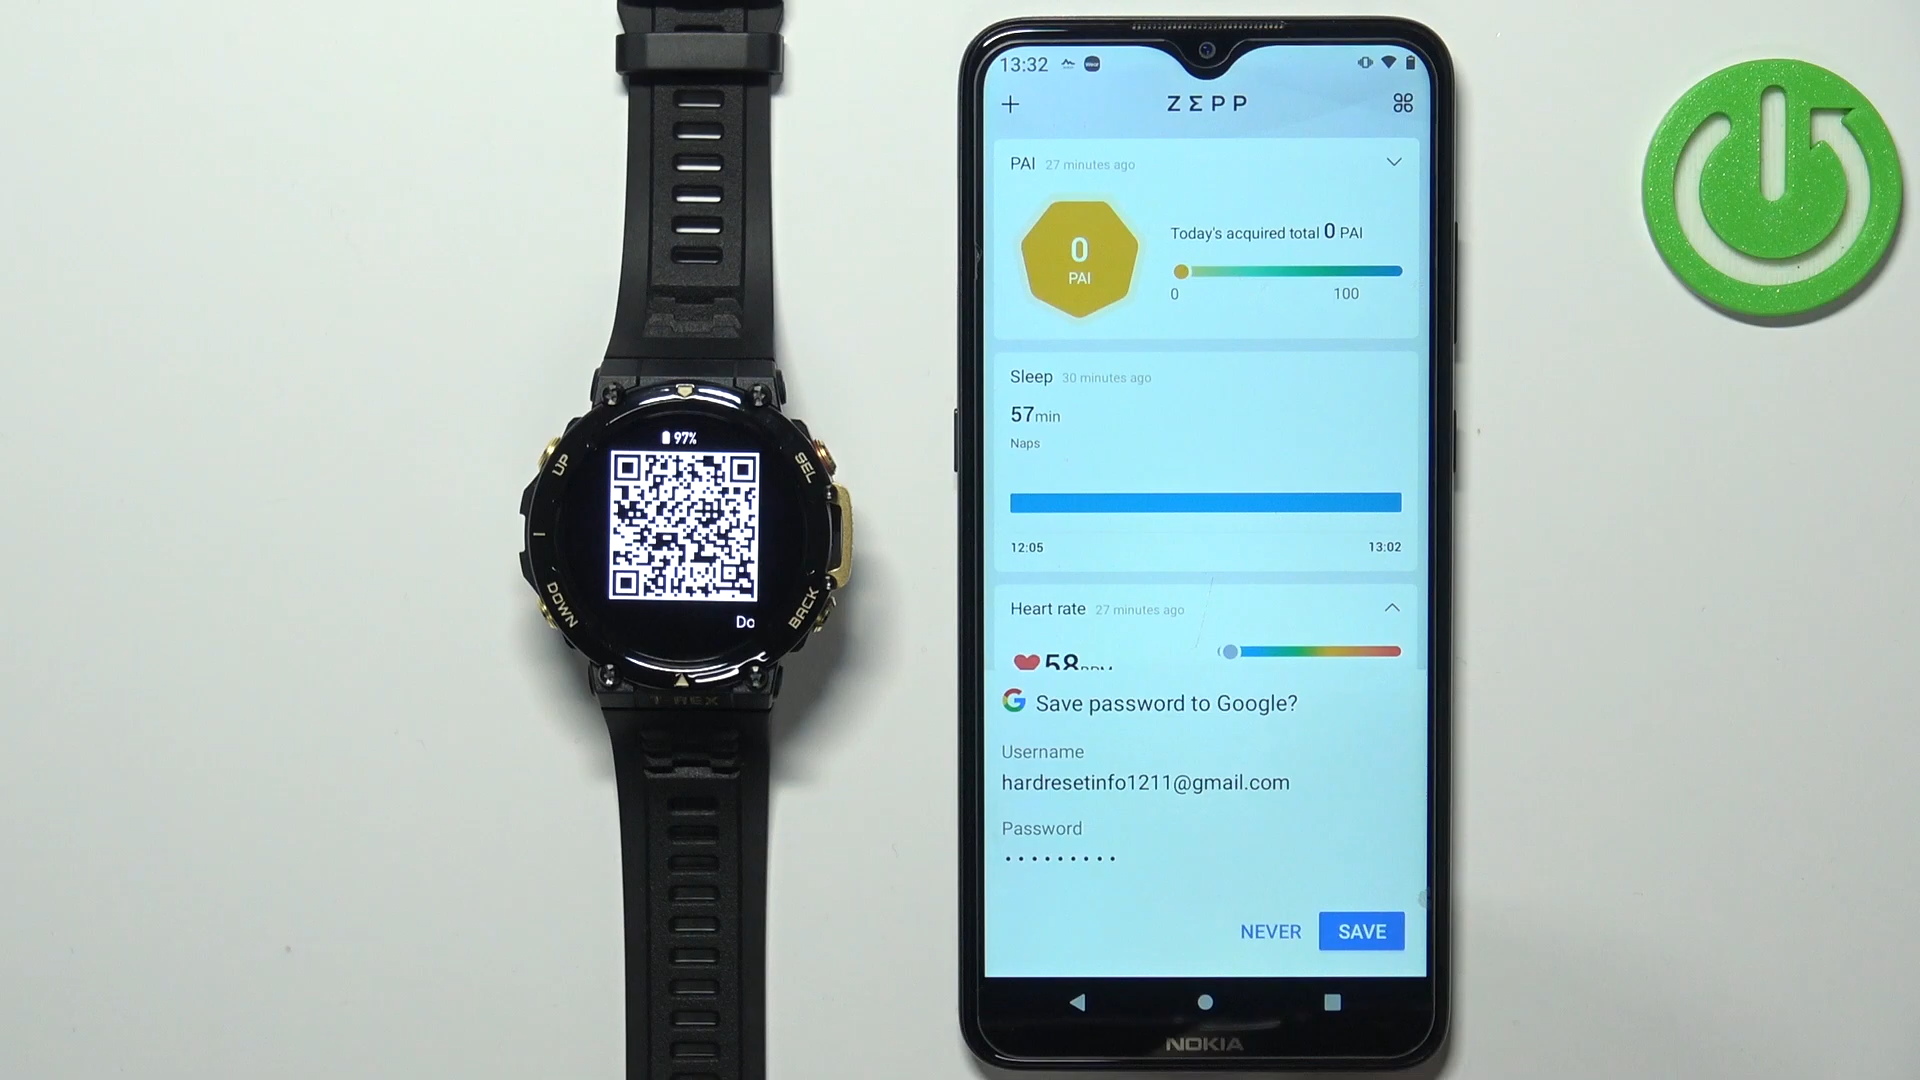 97%
UP
SEL
DOWN
BACK
Do
T-REX
13:32
ZΣPP
PAI 27 minutes ago
0
PAI
Today's acquired total 0 PAI
0 100
Sleep 30 minutes ago
57min
Naps
12:05 13:02
Heart rate 27 minutes ago
58BPM
G Save password to Google?
Username
hardresetinfo1211@gmail.com
Password
•••••••••
NEVER SAVE
NOKIA